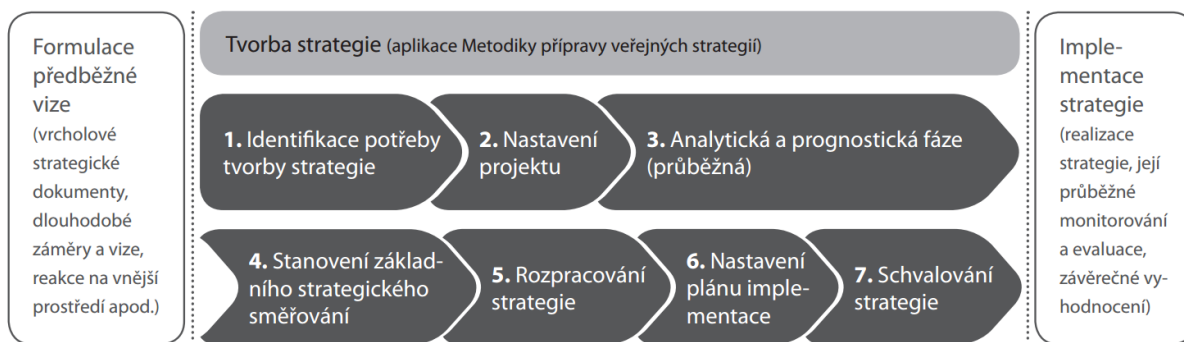 Formulace
předběžné
vize
(vrcholové
strategické
dokumenty,
dlouhodobé
záměry a vize,
reakce na vnější
prostředí apod.)
Tvorba strategie (aplikace Metodiky přípravy veřejných strategií)
1. Identifikace potřeby
tvorby strategie
2. Nastavení
projektu
3. Analytická a prognostická fáze
(průběžná)
4. Stanovení základ-
ního strategického
směřování
5. Rozpracování
strategie
6. Nastavení
plánu imple-
mentace
7. Schvalování
strategie
Imple-
mentace
strategie
(realizace
strategie, její
průběžné
monitorování
a evaluace,
závěrečné vy-
hodnocení)